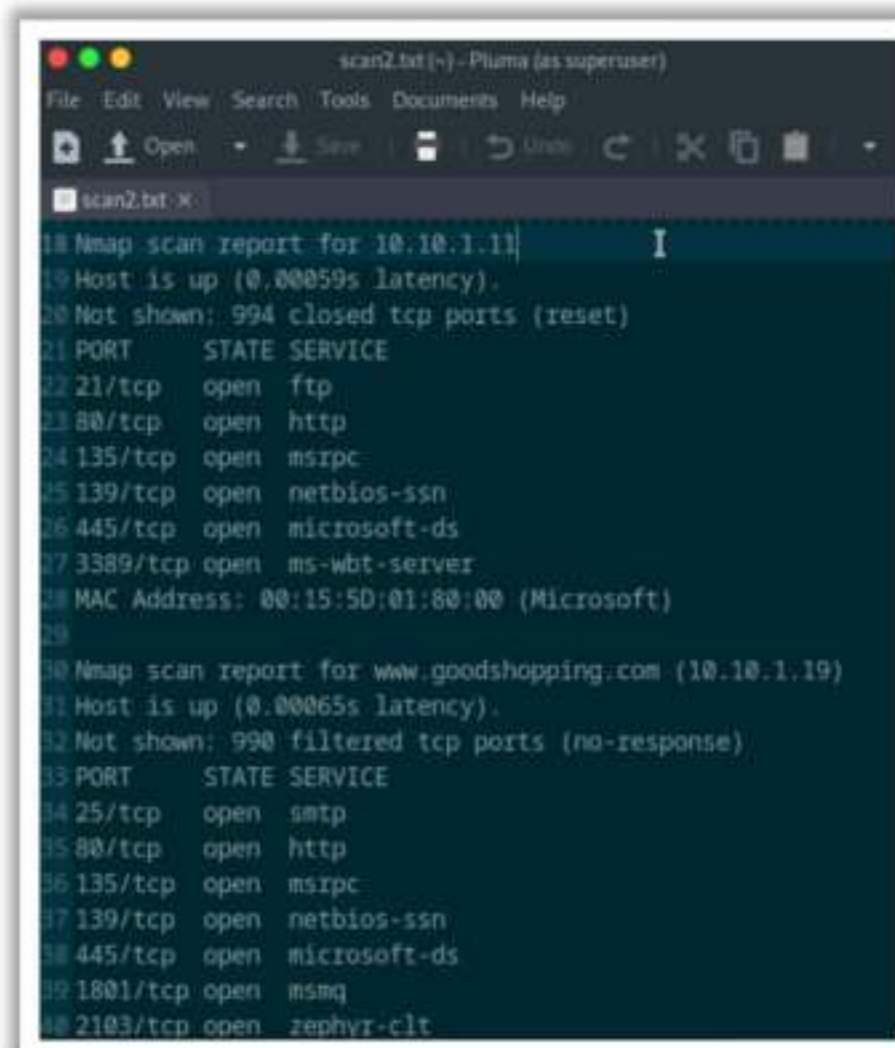 scan2.txt (~) - Pluma (as superuser)
File Edit View Search Tools Documents Help
Open Save Undo
scan2.txt ×
18 Nmap scan report for 10.10.1.11
19 Host is up (0.00059s latency).
20 Not shown: 994 closed tcp ports (reset)
21 PORT STATE SERVICE
22 21/tcp open ftp
23 80/tcp open http
24 135/tcp open msrpc
25 139/tcp open netbios-ssn
26 445/tcp open microsoft-ds
27 3389/tcp open ms-wbt-server
28 MAC Address: 00:15:5D:01:80:00 (Microsoft)
29
30 Nmap scan report for www.goodshopping.com (10.10.1.19)
31 Host is up (0.00065s latency).
32 Not shown: 990 filtered tcp ports (no-response)
33 PORT STATE SERVICE
34 25/tcp open smtp
35 80/tcp open http
36 135/tcp open msrpc
37 139/tcp open netbios-ssn
38 445/tcp open microsoft-ds
39 1801/tcp open msmq
40 2103/tcp open zephyr-clt